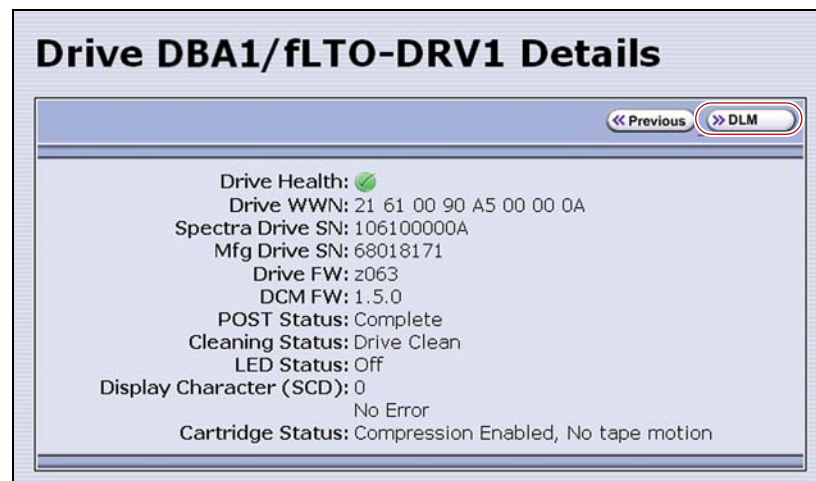 Drive DBA1/fLTO-DRV1 Details
Previous
DLM
Drive Health:
Drive WWN: 21 61 00 90 A5 00 00 0A
Spectra Drive SN: 106100000A
Mfg Drive SN: 68018171
Drive FW: z063
DCM FW: 1.5.0
POST Status: Complete
Cleaning Status: Drive Clean
LED Status: Off
Display Character (SCD): 0
No Error
Cartridge Status: Compression Enabled, No tape motion